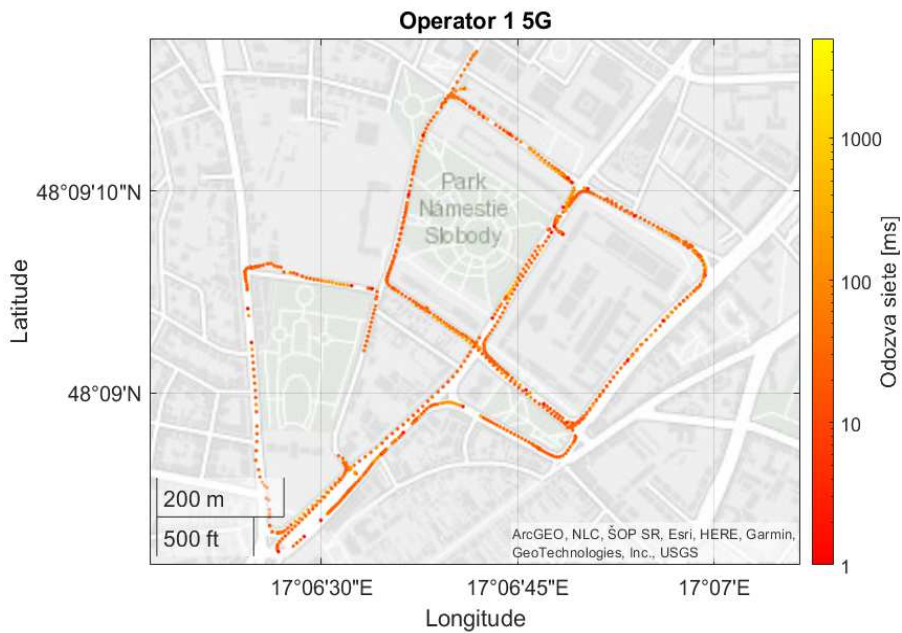 Operator 1 5G
Park
Námestie
Slobody
48°09'10"N
48°09'N
Latitude
200 m
500 ft
ArcGEO, NLC, ŠOP SR, Esri, HERE, Garmin,
GeoTechnologies, Inc., USGS
17°06'30"E
17°06'45"E
17°07'E
Longitude
1000
100
10
1
Odozva siete [ms]